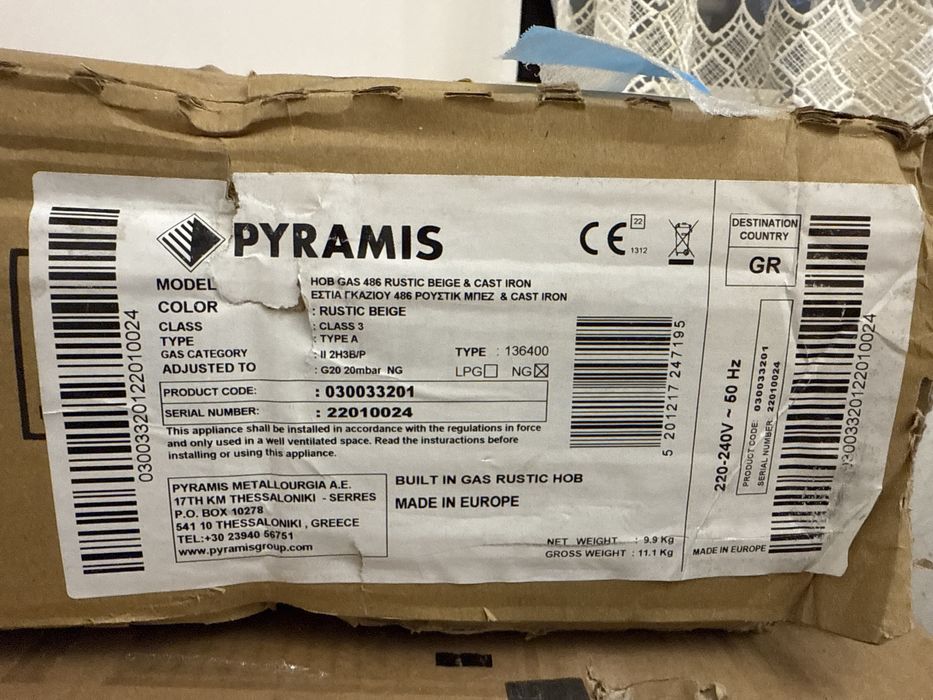 PYRAMIS
CE 22
1312
MODEL HOB GAS 486 RUSTIC BEIGE & CAST IRON
ΕΣΤΙΑ ΓΚΑΖΙΟΥ 486 ΡΟΥΣΤΙΚ ΜΠΕΖ & CAST IRON
COLOR : RUSTIC BEIGE
CLASS : CLASS 3
TYPE : TYPE A
GAS CATEGORY : II 2H3B/P TYPE : 136400
ADJUSTED TO : G20 20mbar NG LPG NG
PRODUCT CODE: : 030033201
SERIAL NUMBER: : 22010024
This appliance shall be installed in accordance with the regulations in force
and only used in a well ventilated space. Read the insturactions before
installing or using this appliance.
PYRAMIS METALLOURGIA A.E.
17TH KM THESSALONIKI - SERRES
P.O. BOX 10278
541 10 THESSALONIKI , GREECE
TEL:+30 23940 56751
www.pyramisgroup.com
BUILT IN GAS RUSTIC HOB
MADE IN EUROPE
NET WEIGHT : 9.9 Kg
GROSS WEIGHT : 11.1 Kg
03003320122010024
5 201217 247195
DESTINATION
COUNTRY
GR
220-240V ~ 50 Hz
PRODUCT CODE: 030033201
SERIAL NUMBER: 22010024
MADE IN EUROPE
03003320122010024